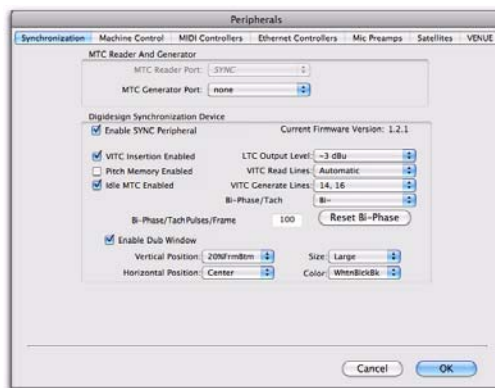 Peripherals
Synchronization Machine Control MIDI Controllers Ethernet Controllers Mic Preamps Satellites VENUE
MTC Reader And Generator
MTC Reader Port: SYNC
MTC Generator Port: none
Digidesign Synchronization Device
Enable SYNC Peripheral Current Firmware Version: 1.2.1
VITC Insertion Enabled LTC Output Level: -3 dBu
Pitch Memory Enabled VITC Read Lines: Automatic
Idle MTC Enabled VITC Generate Lines: 14, 16
Bi-Phase/Tach Bi-
Bi-Phase/Tach Pulses/Frame 100 Reset Bi-Phase
Enable Dub Window
Vertical Position: 20%FrmBtm Size: Large
Horizontal Position: Center Color: WhtnBlckBk
Cancel OK